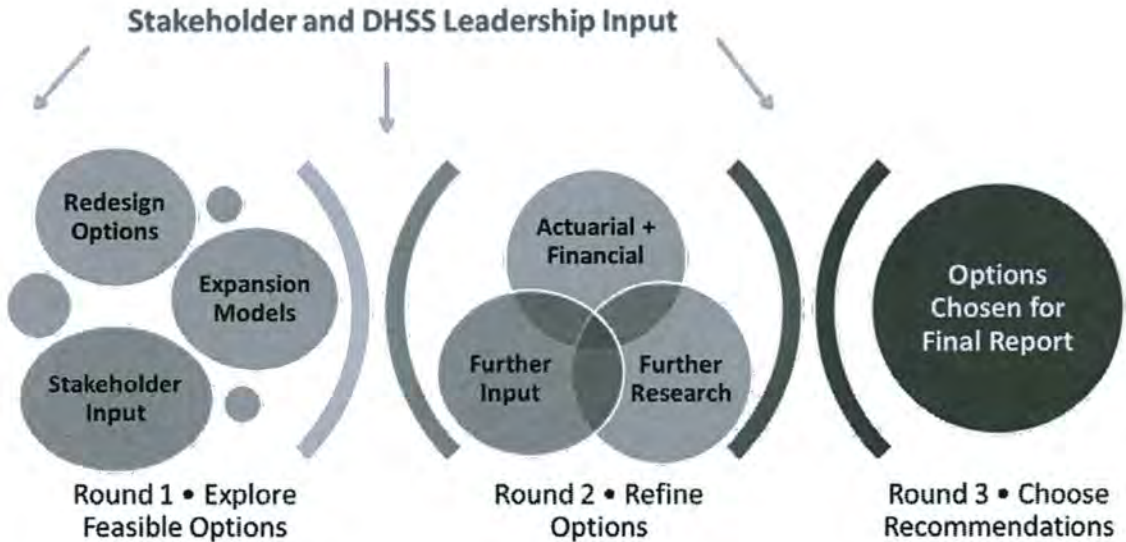 Stakeholder and DHSS Leadership Input
Redesign
Options
Expansion
Models
Stakeholder
Input
Round 1 • Explore
Feasible Options
Actuarial +
Financial
Further
Input
Further
Research
Round 2 • Refine
Options
Options
Chosen for
Final Report
Round 3 • Choose
Recommendations